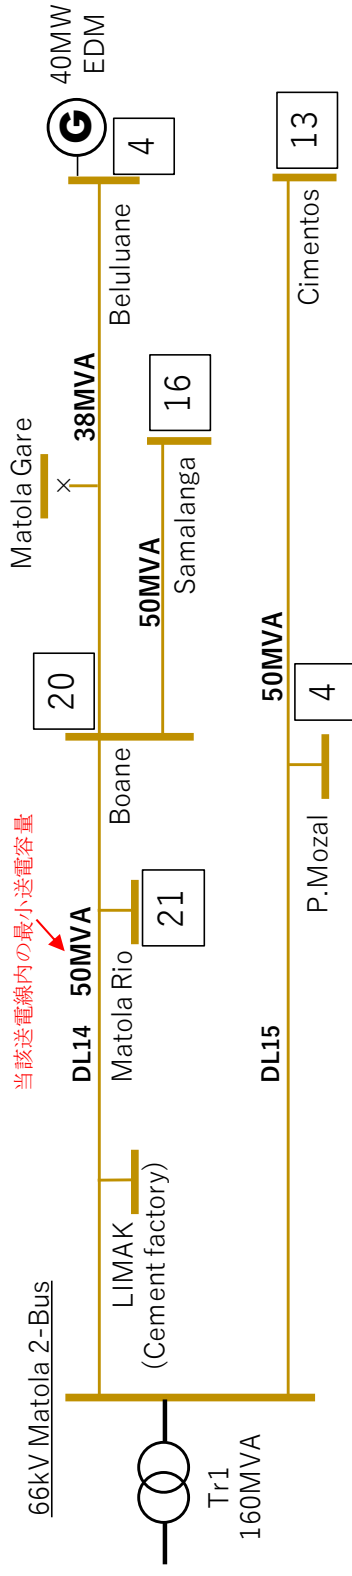 66kV Matola 2-Bus
Tr1
160MVA
LIMAK
(Cement factory)
DL14
50MVA
当該送電線内の最小送電容量
Matola Rio
21
Boane
20
50MVA
Samalanga
16
Matola Gare
×
38MVA
Beluluane
4
G
40MW
EDM
DL15
P.Mozal
4
50MVA
Cimentos
13